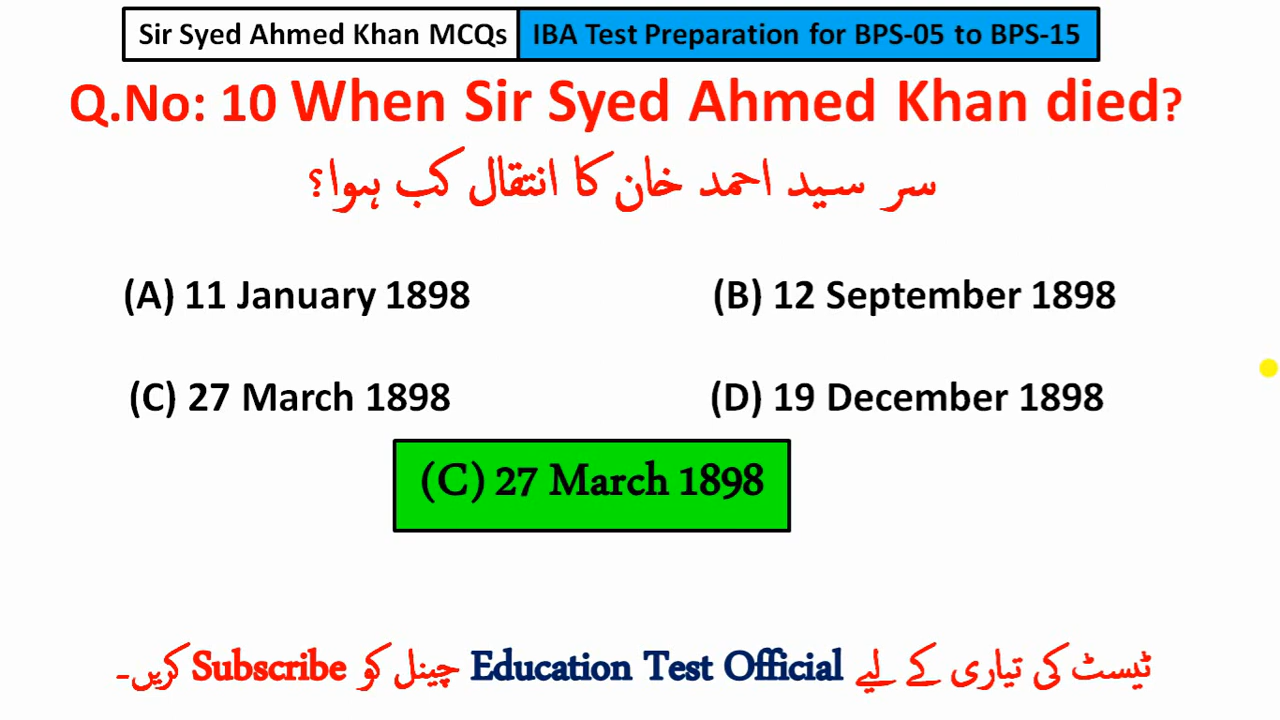 Sir Syed Ahmed Khan MCQs IBA Test Preparation for BPS-05 to BPS-15
Q.No: 10 When Sir Syed Ahmed Khan died?
سر سید احمد خان کا انتقال کب ہوا؟
(A) 11 January 1898 (B) 12 September 1898
(C) 27 March 1898 (D) 19 December 1898
(C) 27 March 1898
ٹیسٹ کی تیاری کے لیے Education Test Official چینل کو Subscribe کریں۔